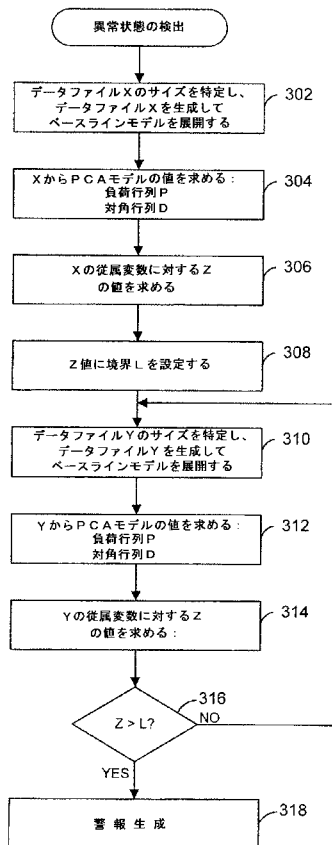 異常状態の検出
データファイルXのサイズを特定し、
データファイルXを生成して
ベースラインモデルを展開する
302
XからPCAモデルの値を求める：
負荷行列P
対角行列D
304
Xの従属変数に対するZ
の値を求める
306
Z値に境界Lを設定する
308
データファイルYのサイズを特定し、
データファイルYを生成して
ベースラインモデルを展開する
310
YからPCAモデルの値を求める：
負荷行列P
対角行列D
312
Yの従属変数に対するZ
の値を求める：
314
316
Z > L?
NO
YES
警報生成
318